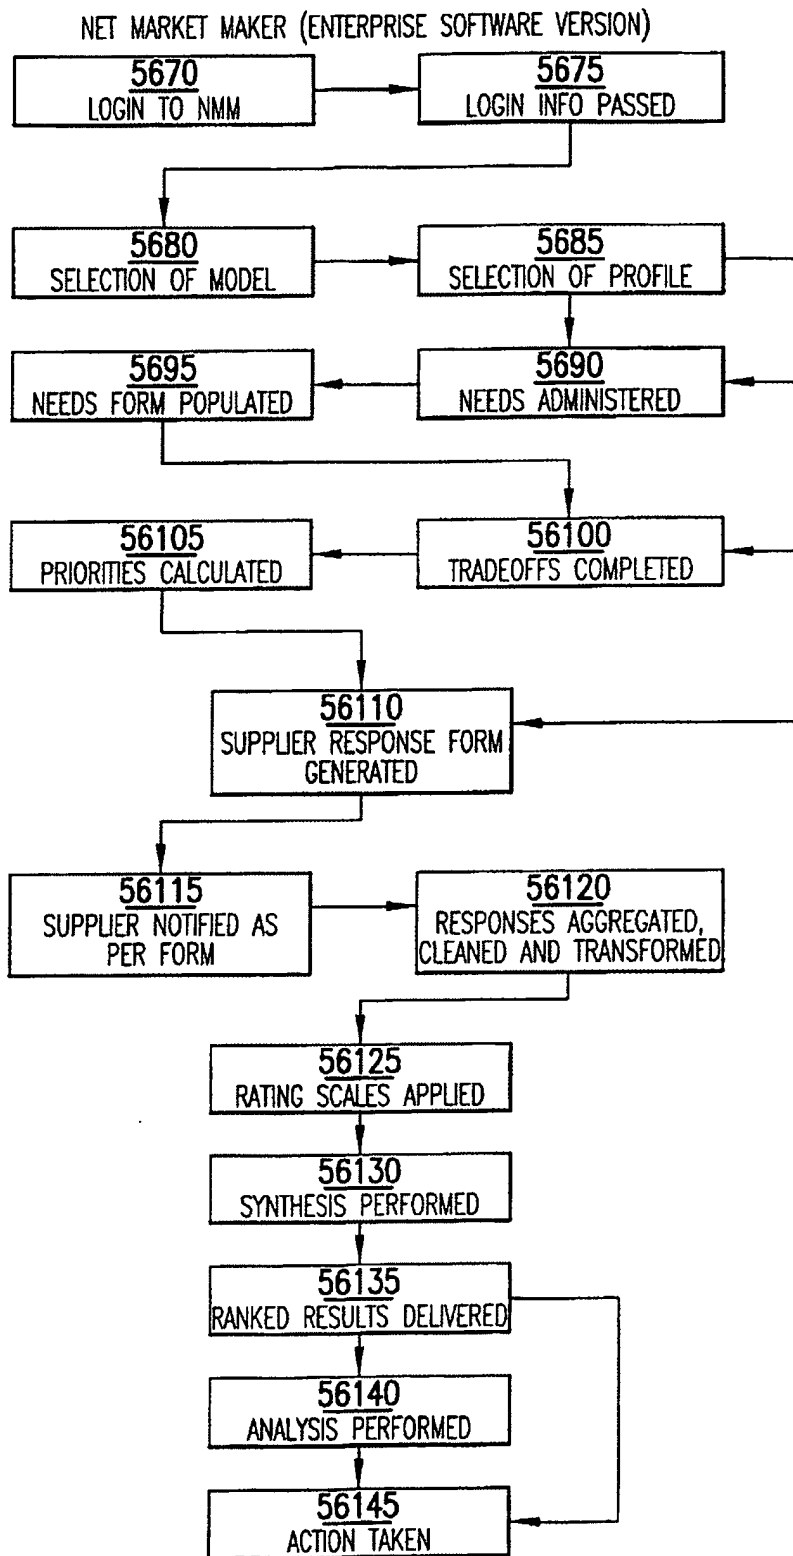 NET MARKET MAKER (ENTERPRISE SOFTWARE VERSION)
5670
LOGIN TO NMM
5675
LOGIN INFO PASSED
5680
SELECTION OF MODEL
5685
SELECTION OF PROFILE
5695
NEEDS FORM POPULATED
5690
NEEDS ADMINISTERED
56105
PRIORITIES CALCULATED
56100
TRADEOFFS COMPLETED
56110
SUPPLIER RESPONSE FORM
GENERATED
56115
SUPPLIER NOTIFIED AS
PER FORM
56120
RESPONSES AGGREGATED,
CLEANED AND TRANSFORMED
56125
RATING SCALES APPLIED
56130
SYNTHESIS PERFORMED
56135
RANKED RESULTS DELIVERED
56140
ANALYSIS PERFORMED
56145
ACTION TAKEN